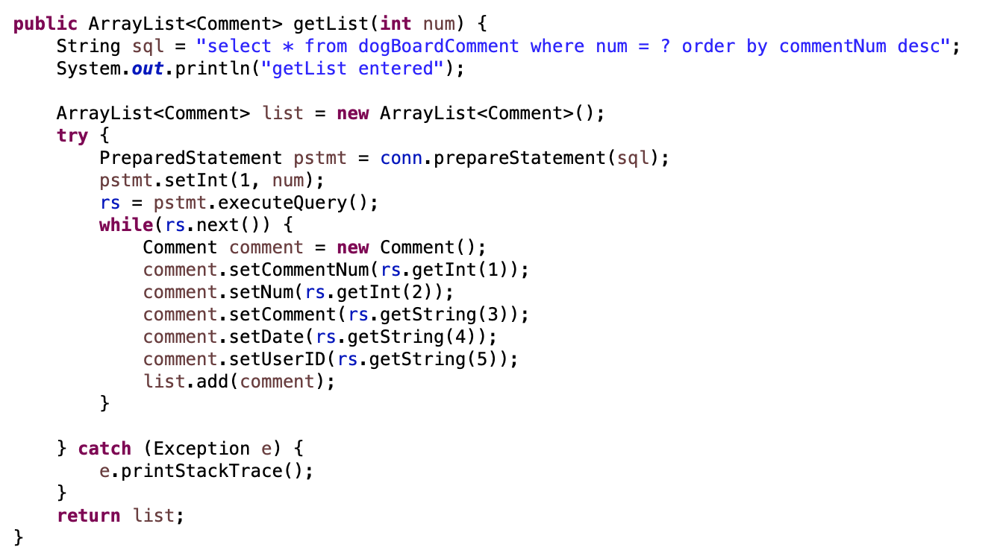 public ArrayList<Comment> getList(int num) {
    String sql = "select * from dogBoardComment where num = ? order by commentNum desc";
    System.out.println("getList entered");

    ArrayList<Comment> list = new ArrayList<Comment>();
    try {
        PreparedStatement pstmt = conn.prepareStatement(sql);
        pstmt.setInt(1, num);
        rs = pstmt.executeQuery();
        while(rs.next()) {
            Comment comment = new Comment();
            comment.setCommentNum(rs.getInt(1));
            comment.setNum(rs.getInt(2));
            comment.setComment(rs.getString(3));
            comment.setDate(rs.getString(4));
            comment.setUserID(rs.getString(5));
            list.add(comment);
        }

    } catch (Exception e) {
        e.printStackTrace();
    }
    return list;
}